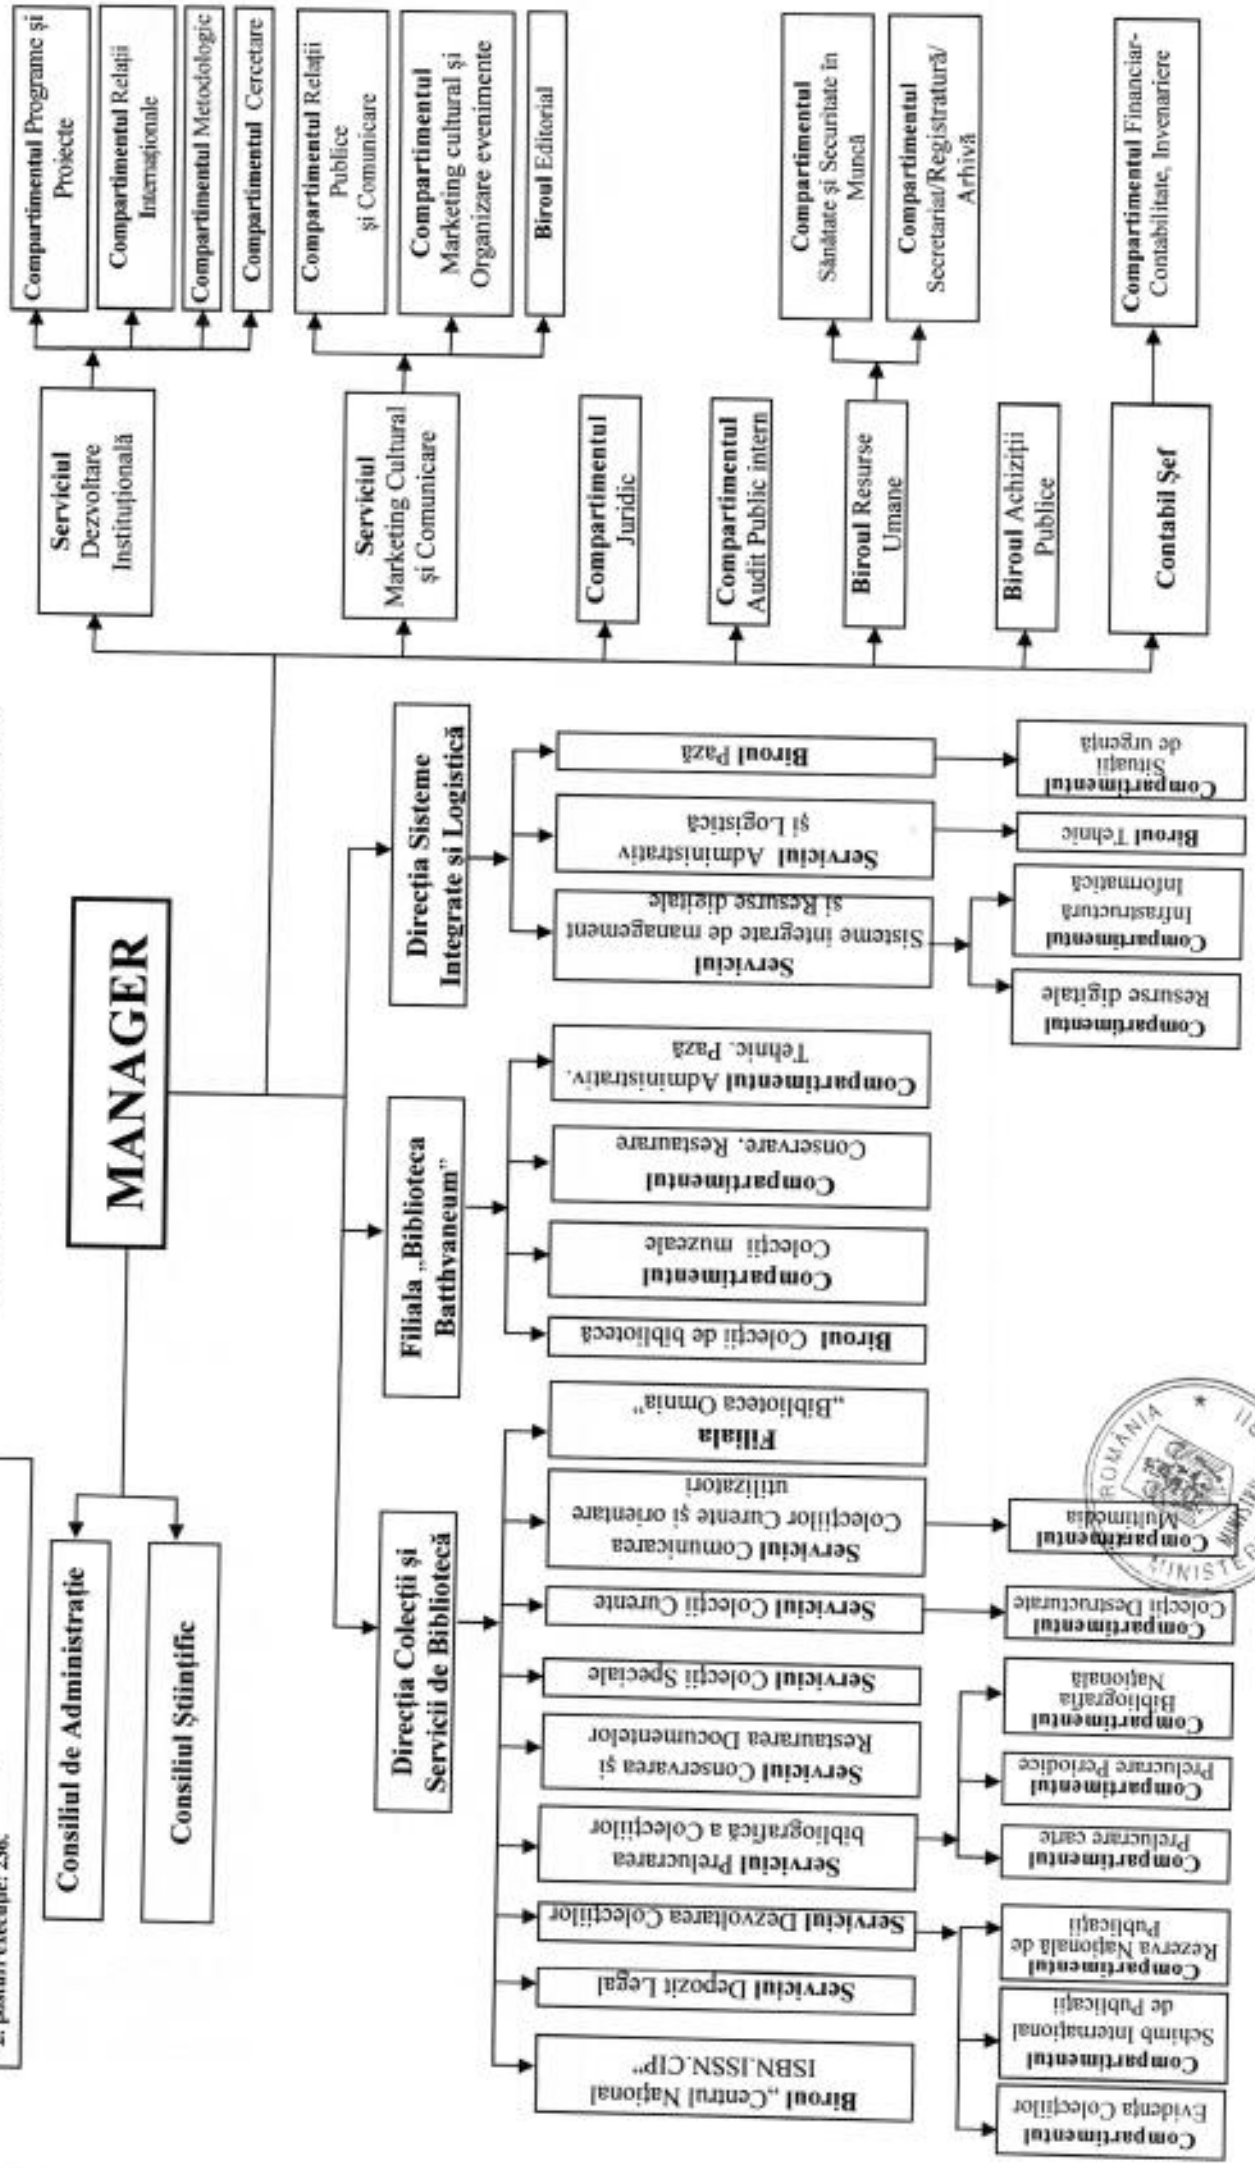 2. posturi execuție: 236.
MANAGER
Consiliul de Administrație
Consiliul Științific
Direcția Colecții și
Servicii de Bibliotecă
Filiala „Biblioteca
Batthyaneum”
Direcția Sisteme
Integrate și Logistică
Biroul „Centrul Național
ISBN.ISSN.CIP”
Serviciul Depozit Legal
Serviciul Dezvoltarea Colecțiilor
Serviciul Prelucrarea
bibliografică a Colecțiilor
Serviciul Conservarea și
Restaurarea Documentelor
Serviciul Colecții Speciale
Serviciul Colecții Curente
Serviciul Comunicarea
Colecțiilor Curente și orientare
utilizatori
Filiala
„Biblioteca Omnia”
Biroul Colecții de bibliotecă
Compartimentul
Colecții muzeale
Compartimentul
Conservare, Restaurare
Compartimentul Administrativ.
Tehnic. Pază
Serviciul
Sisteme integrate de management
si Resurse digitale
Serviciul Administrativ
și Logistică
Biroul Pază
Compartimentul
Evidența Colecțiilor
Compartimentul
Schimb Internațional
de Publicații
Compartimentul
Rezerva Națională de
Publicații
Compartimentul
Prelucrare carte
Compartimentul
Prelucrare Periodice
Compartimentul
Bibliografia
Națională
Compartimentul
Colecții Destructurate
Compartimentul
Multimedia
Compartimentul
Resurse digitale
Compartimentul
Infrastructură
Informatică
Biroul Tehnic
Compartimentul
Situații
de urgență
Serviciul
Dezvoltare
Instituțională
Serviciul
Marketing Cultural
și Comunicare
Compartimentul
Juridic
Compartimentul
Audit Public intern
Biroul Resurse
Umane
Biroul Achiziții
Publice
Contabil Șef
Compartimentul Programe și
Proiecte
Compartimentul Relații
Internaționale
Compartimentul Metodologic
Compartimentul Cercetare
Compartimentul Relații
Publice
și Comunicare
Compartimentul
Marketing cultural și
Organizare evenimente
Biroul Editorial
Compartimentul
Sănătate și Securitate în
Muncă
Compartimentul
Secretariat/Registratură/
Arhivă
Compartimentul Financiar-
Contabilitate, Invenariere
ROMÂNIA